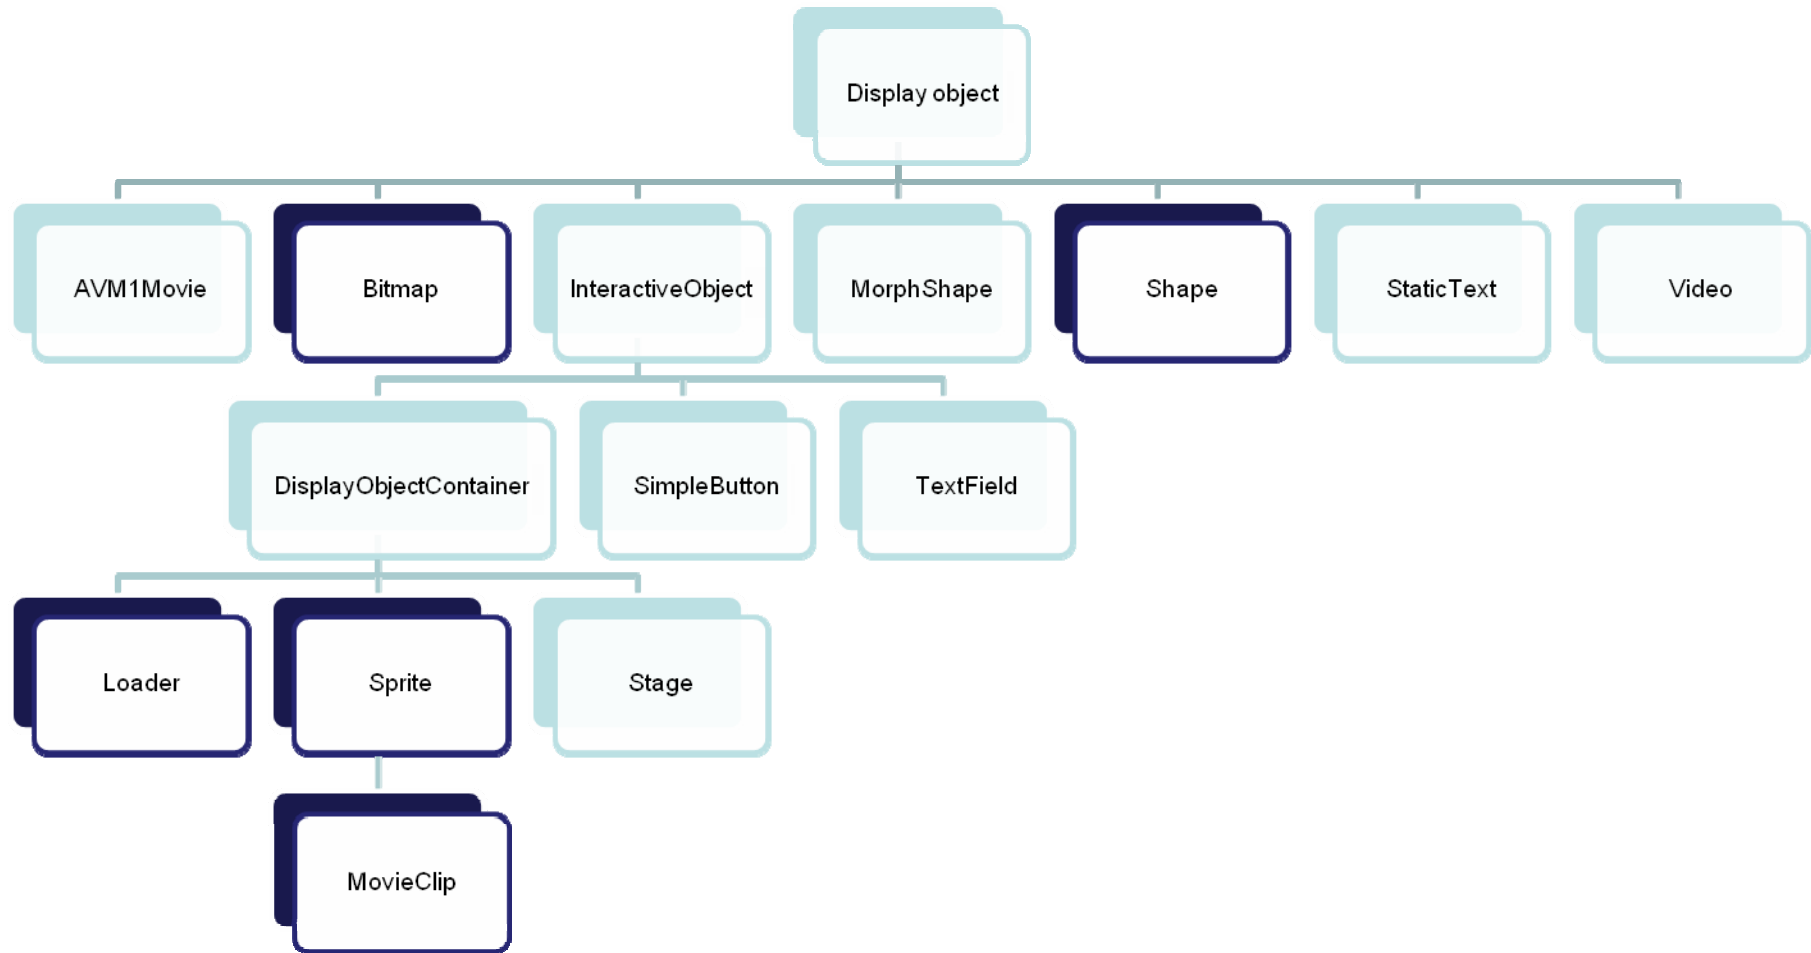 Display object
AVM1Movie
Bitmap
InteractiveObject
MorphShape
Shape
StaticText
Video
DisplayObjectContainer
SimpleButton
TextField
Loader
Sprite
Stage
MovieClip